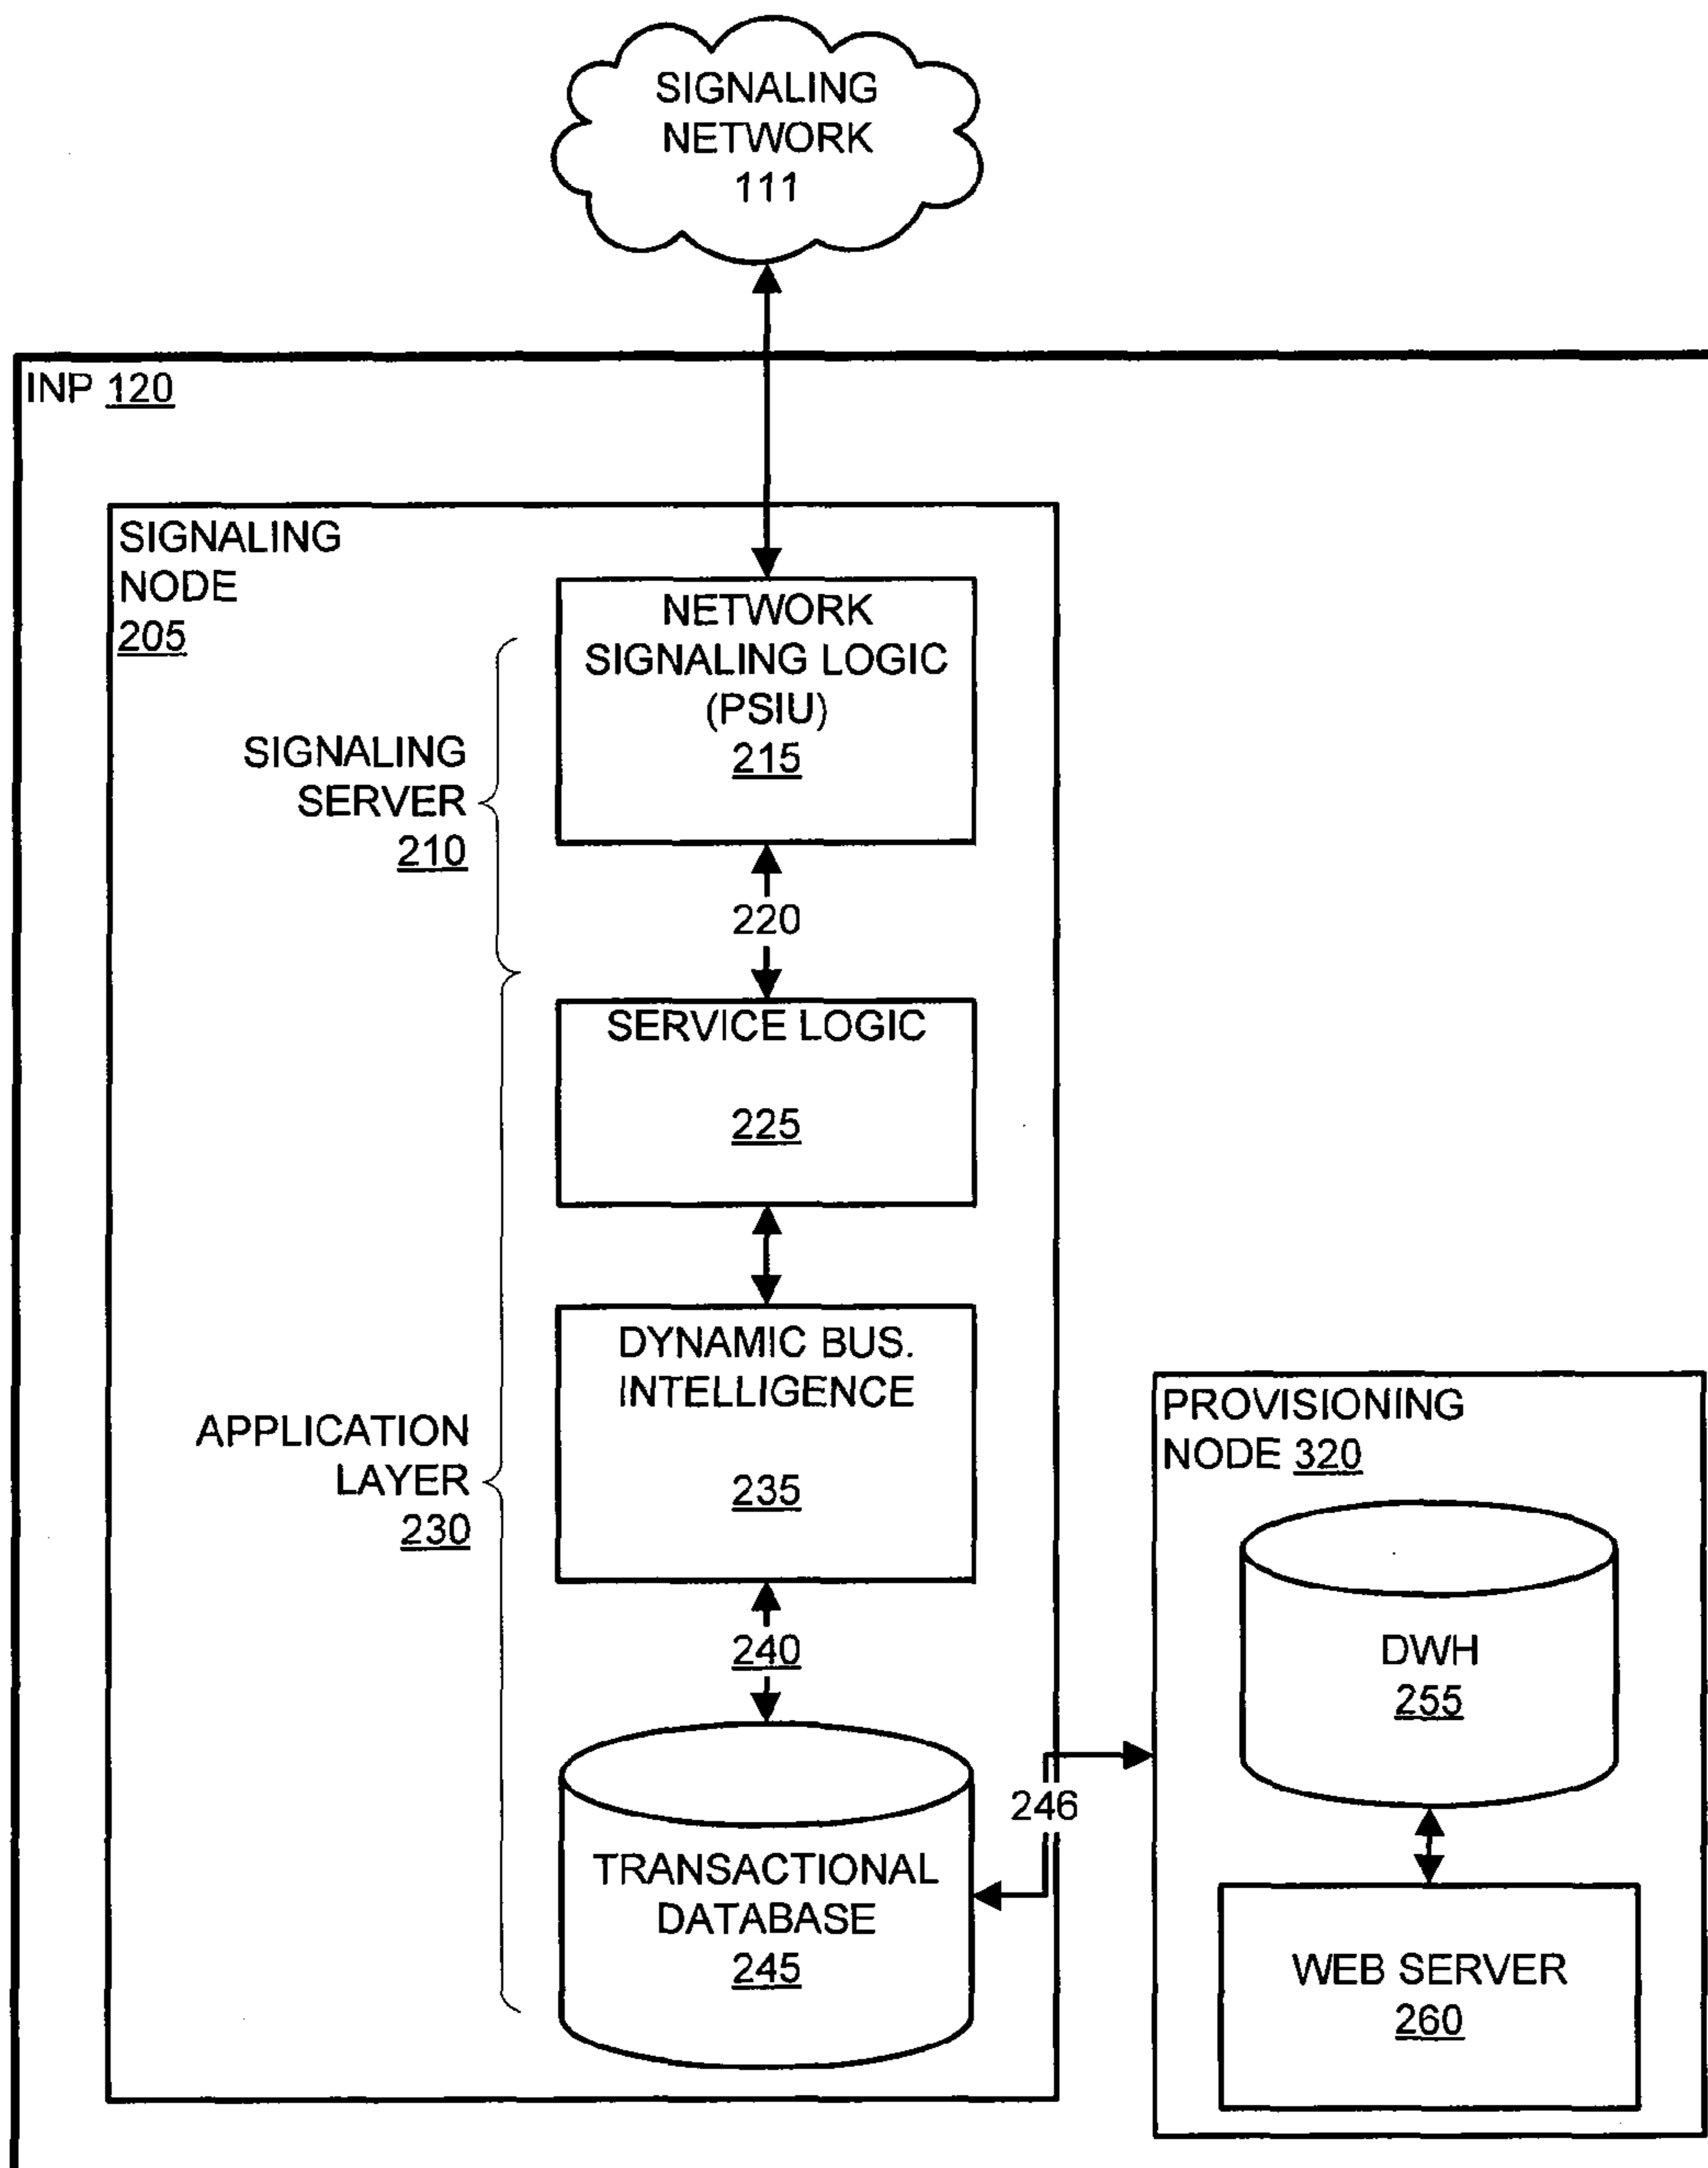 SIGNALING
NETWORK
111
INP 120
SIGNALING
NODE
205
NETWORK
SIGNALING LOGIC
(PSIU)
215
SIGNALING
SERVER
210
220
SERVICE LOGIC
225
DYNAMIC BUS.
INTELLIGENCE
235
APPLICATION
LAYER
230
240
TRANSACTIONAL
DATABASE
245
246
PROVISIONING
NODE 320
DWH
255
WEB SERVER
260